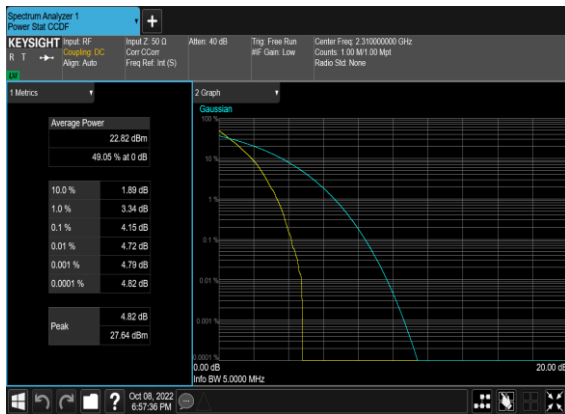 Spectrum Analyzer 1
Power Stat CCDF
+
KEYSIGHT
R T
LXI
Input: RF
Coupling: DC
Align: Auto
Input Z: 50 Ω
Corr CCorr
Freq Ref: Int (S)
Atten: 40 dB
Trig: Free Run
#IF Gain: Low
Center Freq: 2.310000000 GHz
Counts: 1.00 M/1.00 Mpt
Radio Std: None
1 Metrics
Average Power
22.82 dBm
49.05 % at 0 dB
10.0 % 1.89 dB
1.0 % 3.34 dB
0.1 % 4.15 dB
0.01 % 4.72 dB
0.001 % 4.79 dB
0.0001 % 4.82 dB
Peak
4.82 dB
27.64 dBm
2 Graph
Gaussian
100 %
10 %
1 %
0.1 %
0.01 %
0.001 %
0.0001 %
0.00 dB
20.00 dB
Info BW 5.0000 MHz
?
Oct 08, 2022
6:57:36 PM